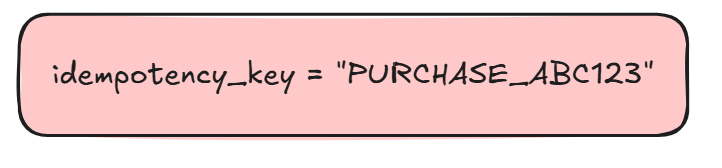 idempotency_key = "PURCHASE_ABC123"